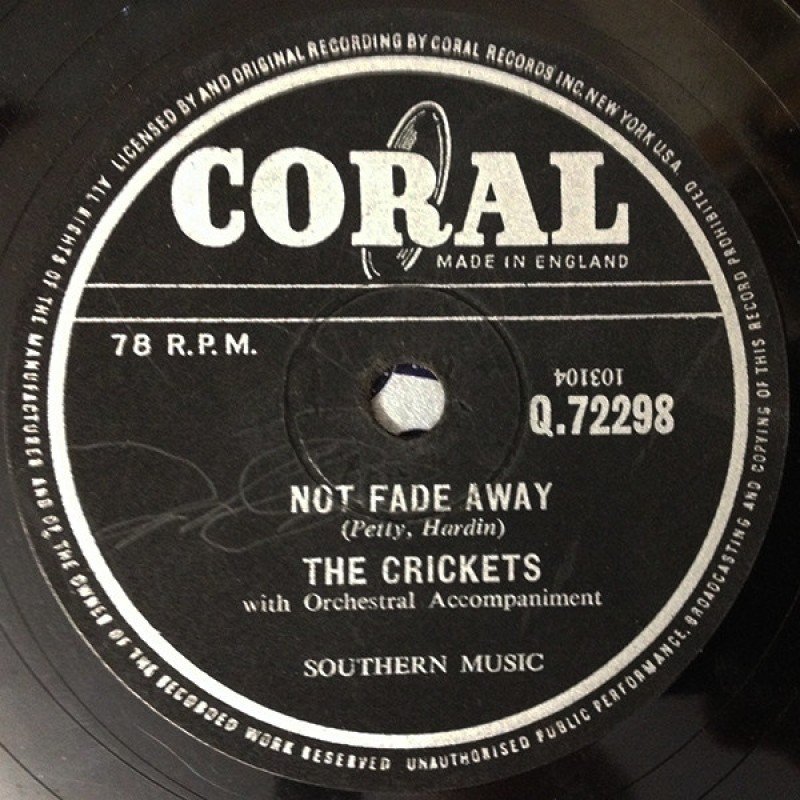 ALL RIGHTS OF THE MANUFACTURER AND OF THE OWNER OF THE RECORDED WORK RESERVED
LICENSED BY AND ORIGINAL RECORDING BY CORAL RECORDS INC. NEW YORK U.S.A.
UNAUTHORISED PUBLIC PERFORMANCE, BROADCASTING AND COPYING OF THIS RECORD PROHIBITED
CORAL
MADE IN ENGLAND
78 R.P.M.
103104
Q.72298
NOT FADE AWAY
(Petty, Hardin)
THE CRICKETS
with Orchestral Accompaniment
SOUTHERN MUSIC